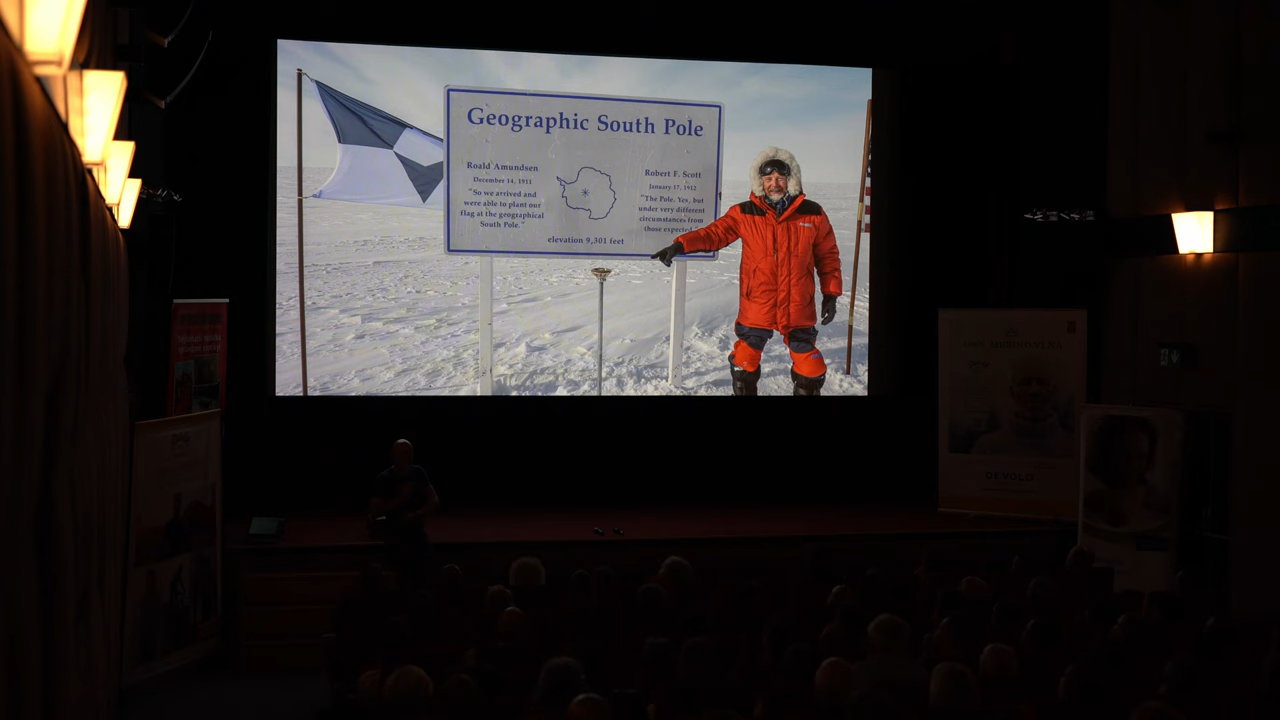 Geographic South Pole
Roald Amundsen
December 14, 1911
"So we arrived and
were able to plant our
flag at the geographical
South Pole."
Robert F. Scott
January 17, 1912
"The Pole. Yes, but
under very different
circumstances from
those expected."
elevation 9,301 feet
DEVOLD